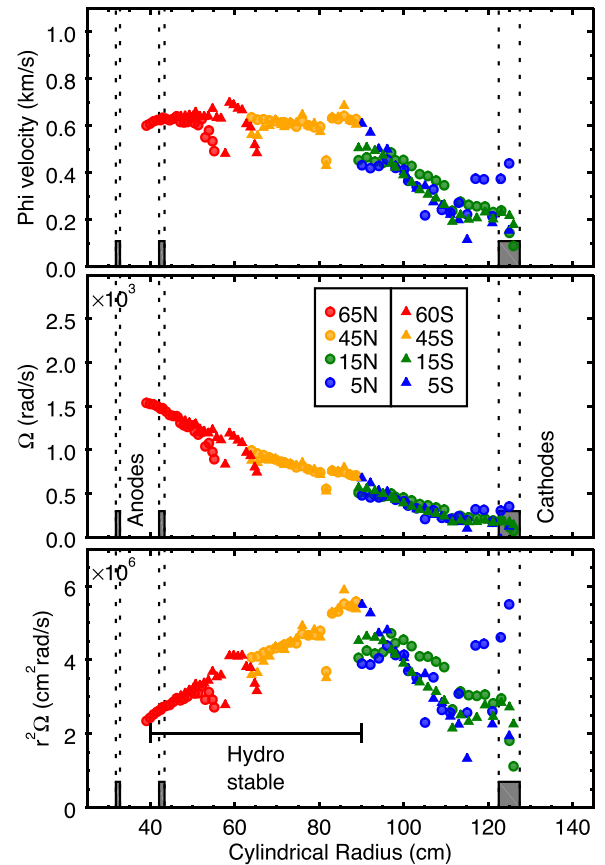 1.0
0.8
0.6
0.4
0.2
0.0
Phi velocity (km/s)
×10³
2.5
2.0
1.5
1.0
0.5
0.0
Ω (rad/s)
65N 60S
45N 45S
15N 15S
5N 5S
Anodes
Cathodes
×10⁶
6
4
2
0
r²Ω (cm² rad/s)
Hydro
stable
40 60 80 100 120 140
Cylindrical Radius (cm)